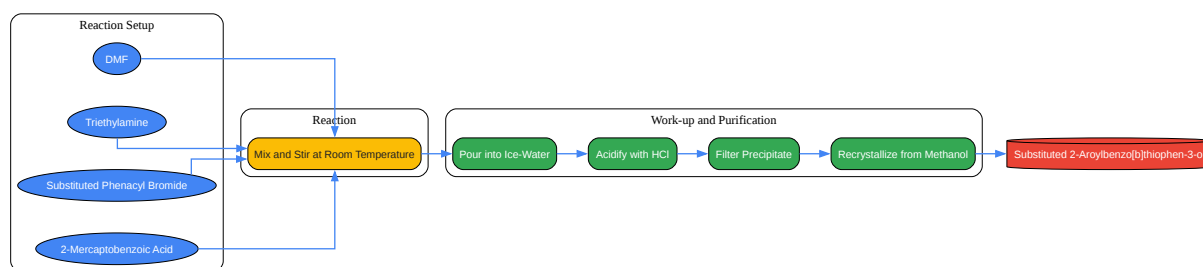 Reaction Setup
DMF
Triethylamine
Substituted Phenacyl Bromide
2-Mercaptobenzoic Acid
Reaction
Mix and Stir at Room Temperature
Work-up and Purification
Pour into Ice-Water
Acidify with HCl
Filter Precipitate
Recrystallize from Methanol
Substituted 2-Aroylbenzo[b]thiophen-3-o